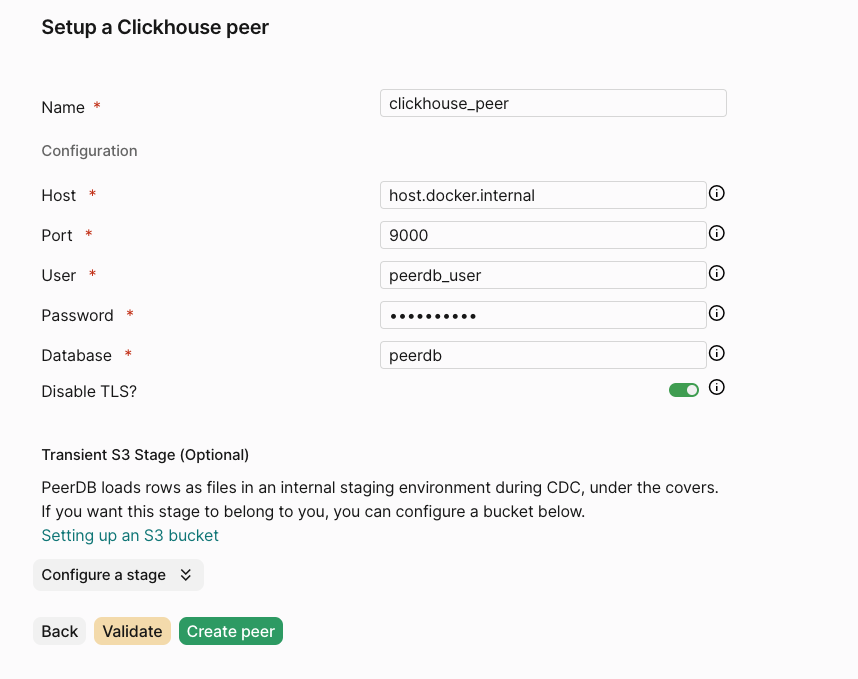 Setup a Clickhouse peer
Name *
clickhouse_peer
Configuration
Host *
host.docker.internal
Port *
9000
User *
peerdb_user
Password *
••••••••••
Database *
peerdb
Disable TLS?
Transient S3 Stage (Optional)
PeerDB loads rows as files in an internal staging environment during CDC, under the covers.
If you want this stage to belong to you, you can configure a bucket below.
Setting up an S3 bucket
Configure a stage
Back Validate Create peer